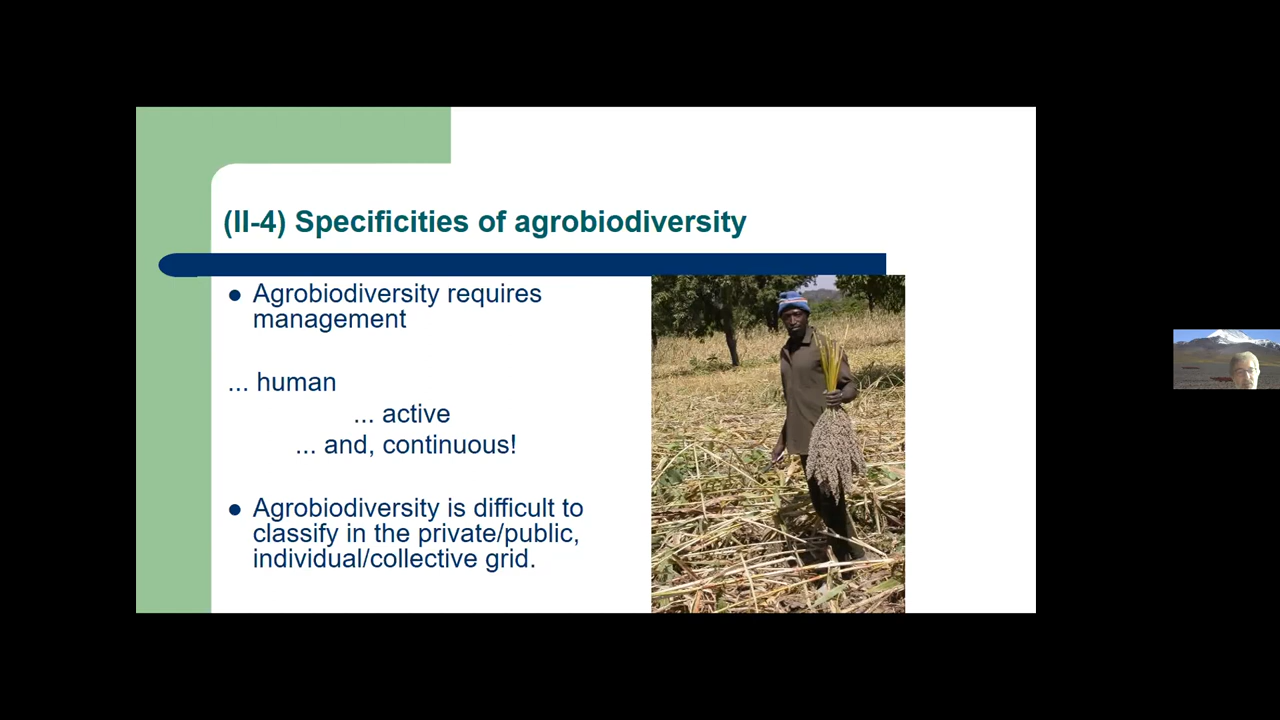 (II-4) Specificities of agrobiodiversity
● Agrobiodiversity requires
management
... human
... active
... and, continuous!
● Agrobiodiversity is difficult to
classify in the private/public,
individual/collective grid.